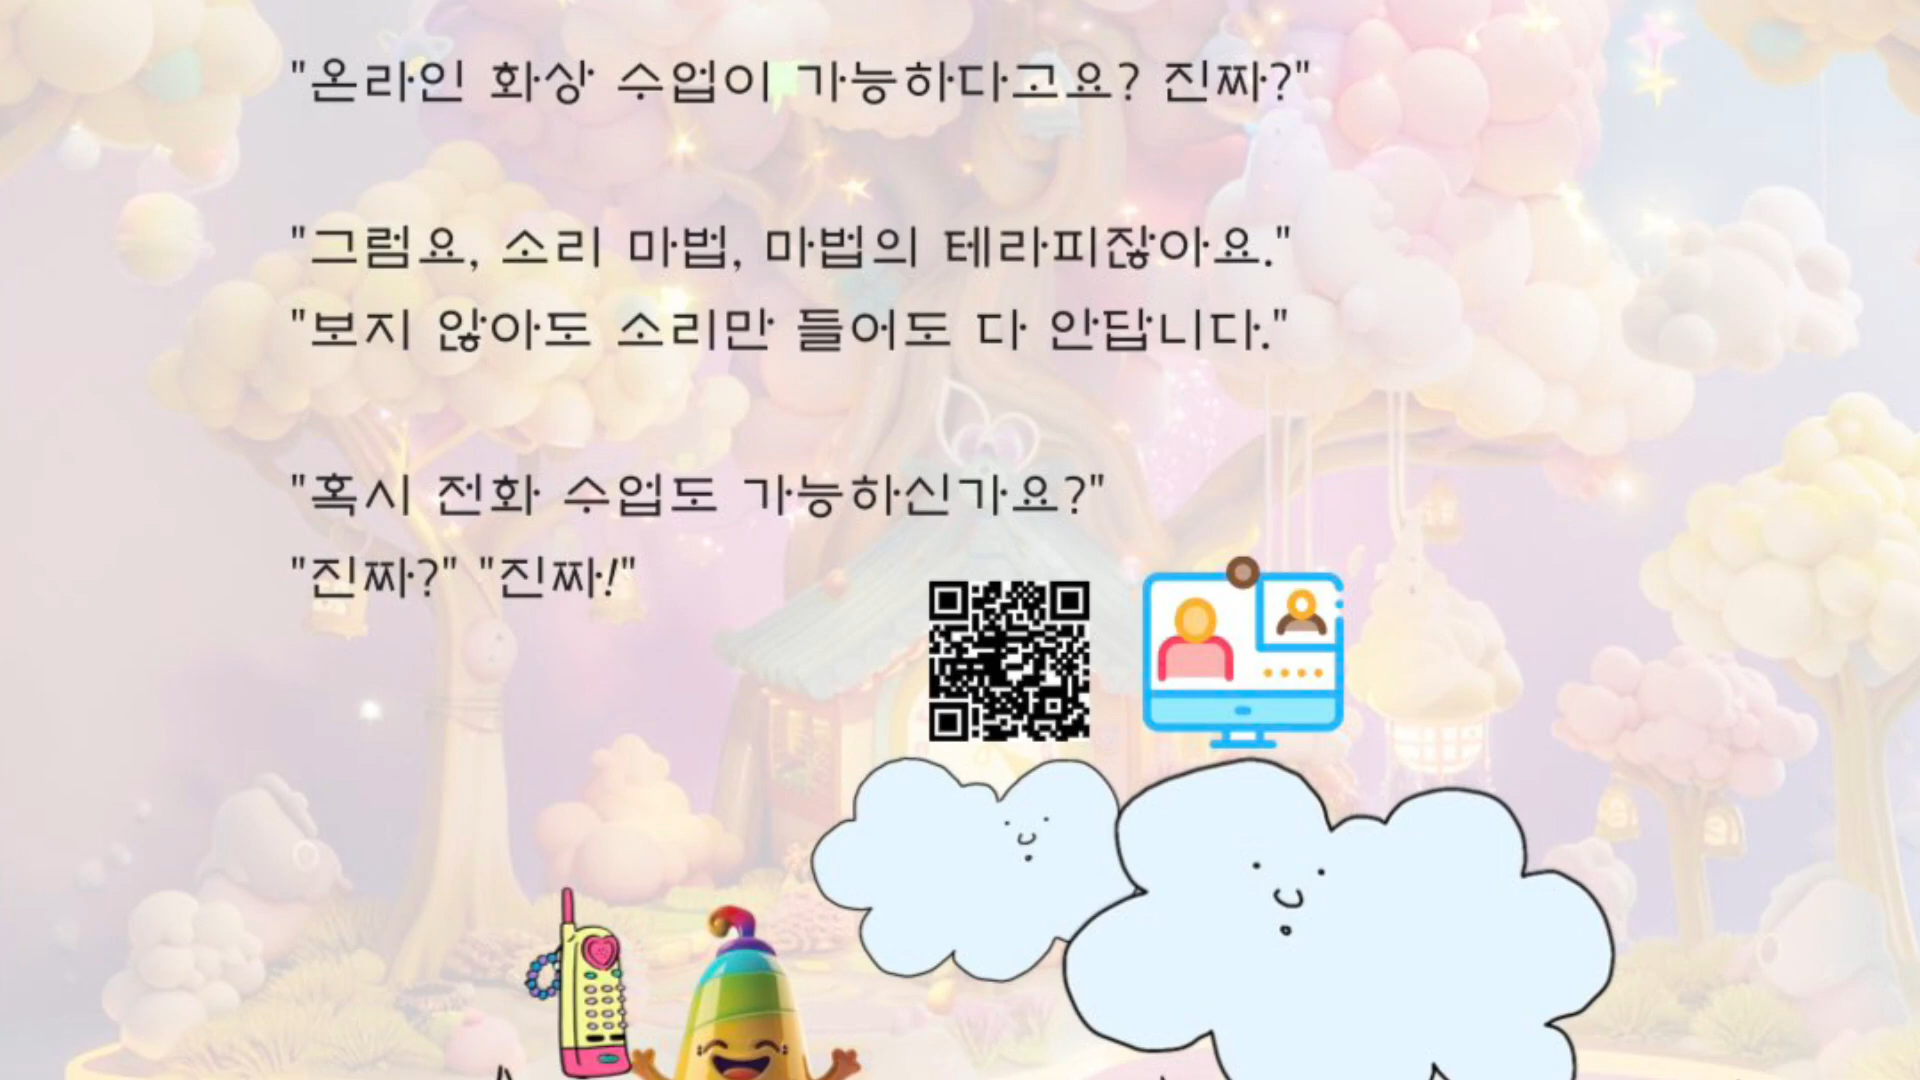 "온라인 화상 수업이 가능하다고요? 진짜?"
"그럼요, 소리 마법, 마법의 테라피잖아요."
"보지 않아도 소리만 들어도 다 안답니다."
"혹시 전화 수업도 가능하신가요?"
"진짜?" "진짜!"